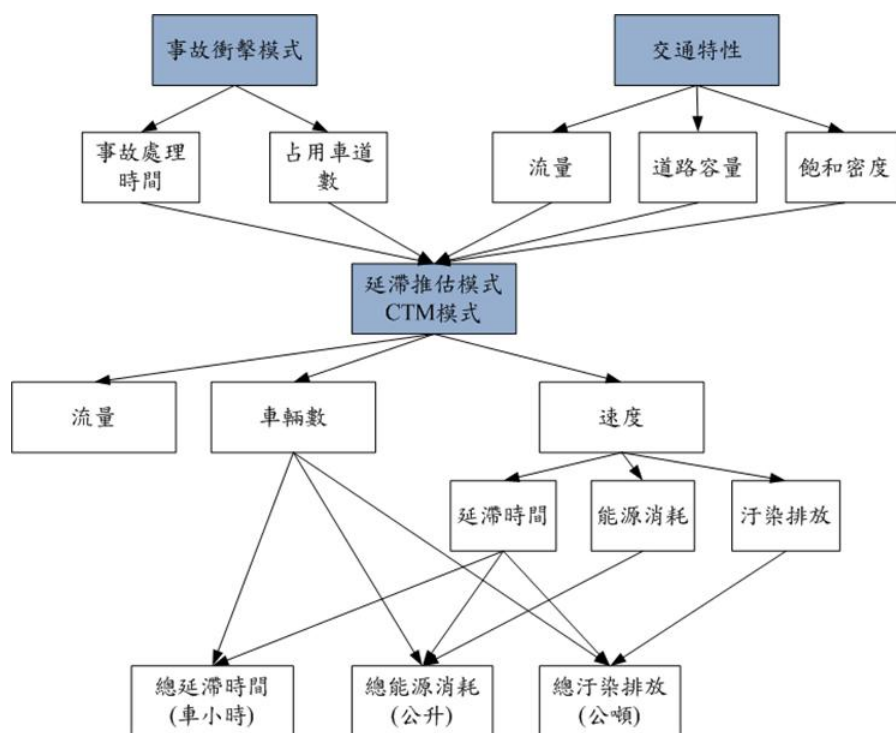 事故衝擊模式
交通特性
事故處理
時間
占用車道
數
流量
道路容量
飽和密度
延滯推估模式
CTM模式
流量
車輛數
速度
延滯時間
能源消耗
汙染排放
總延滯時間
(車小時)
總能源消耗
(公升)
總汙染排放
(公噸)